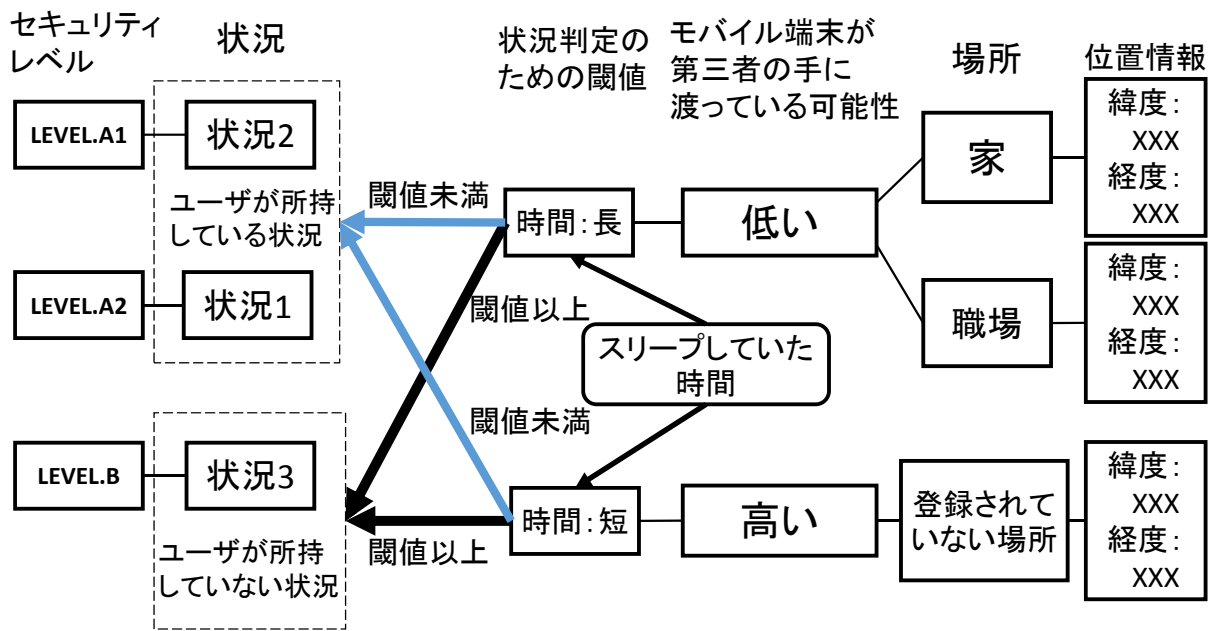 セキュリティ
レベル
状況
状況判定の
ための閾値
モバイル端末が
第三者の手に
渡っている可能性
場所
位置情報
LEVEL.A1
状況2
ユーザが所持
している状況
LEVEL.A2
状況1
閾値未満
時間：長
低い
家
緯度：
XXX
経度：
XXX
閾値以上
スリープしていた
時間
職場
緯度：
XXX
経度：
XXX
閾値未満
LEVEL.B
状況3
ユーザが所持
していない状況
閾値以上
時間：短
高い
登録されて
いない場所
緯度：
XXX
経度：
XXX